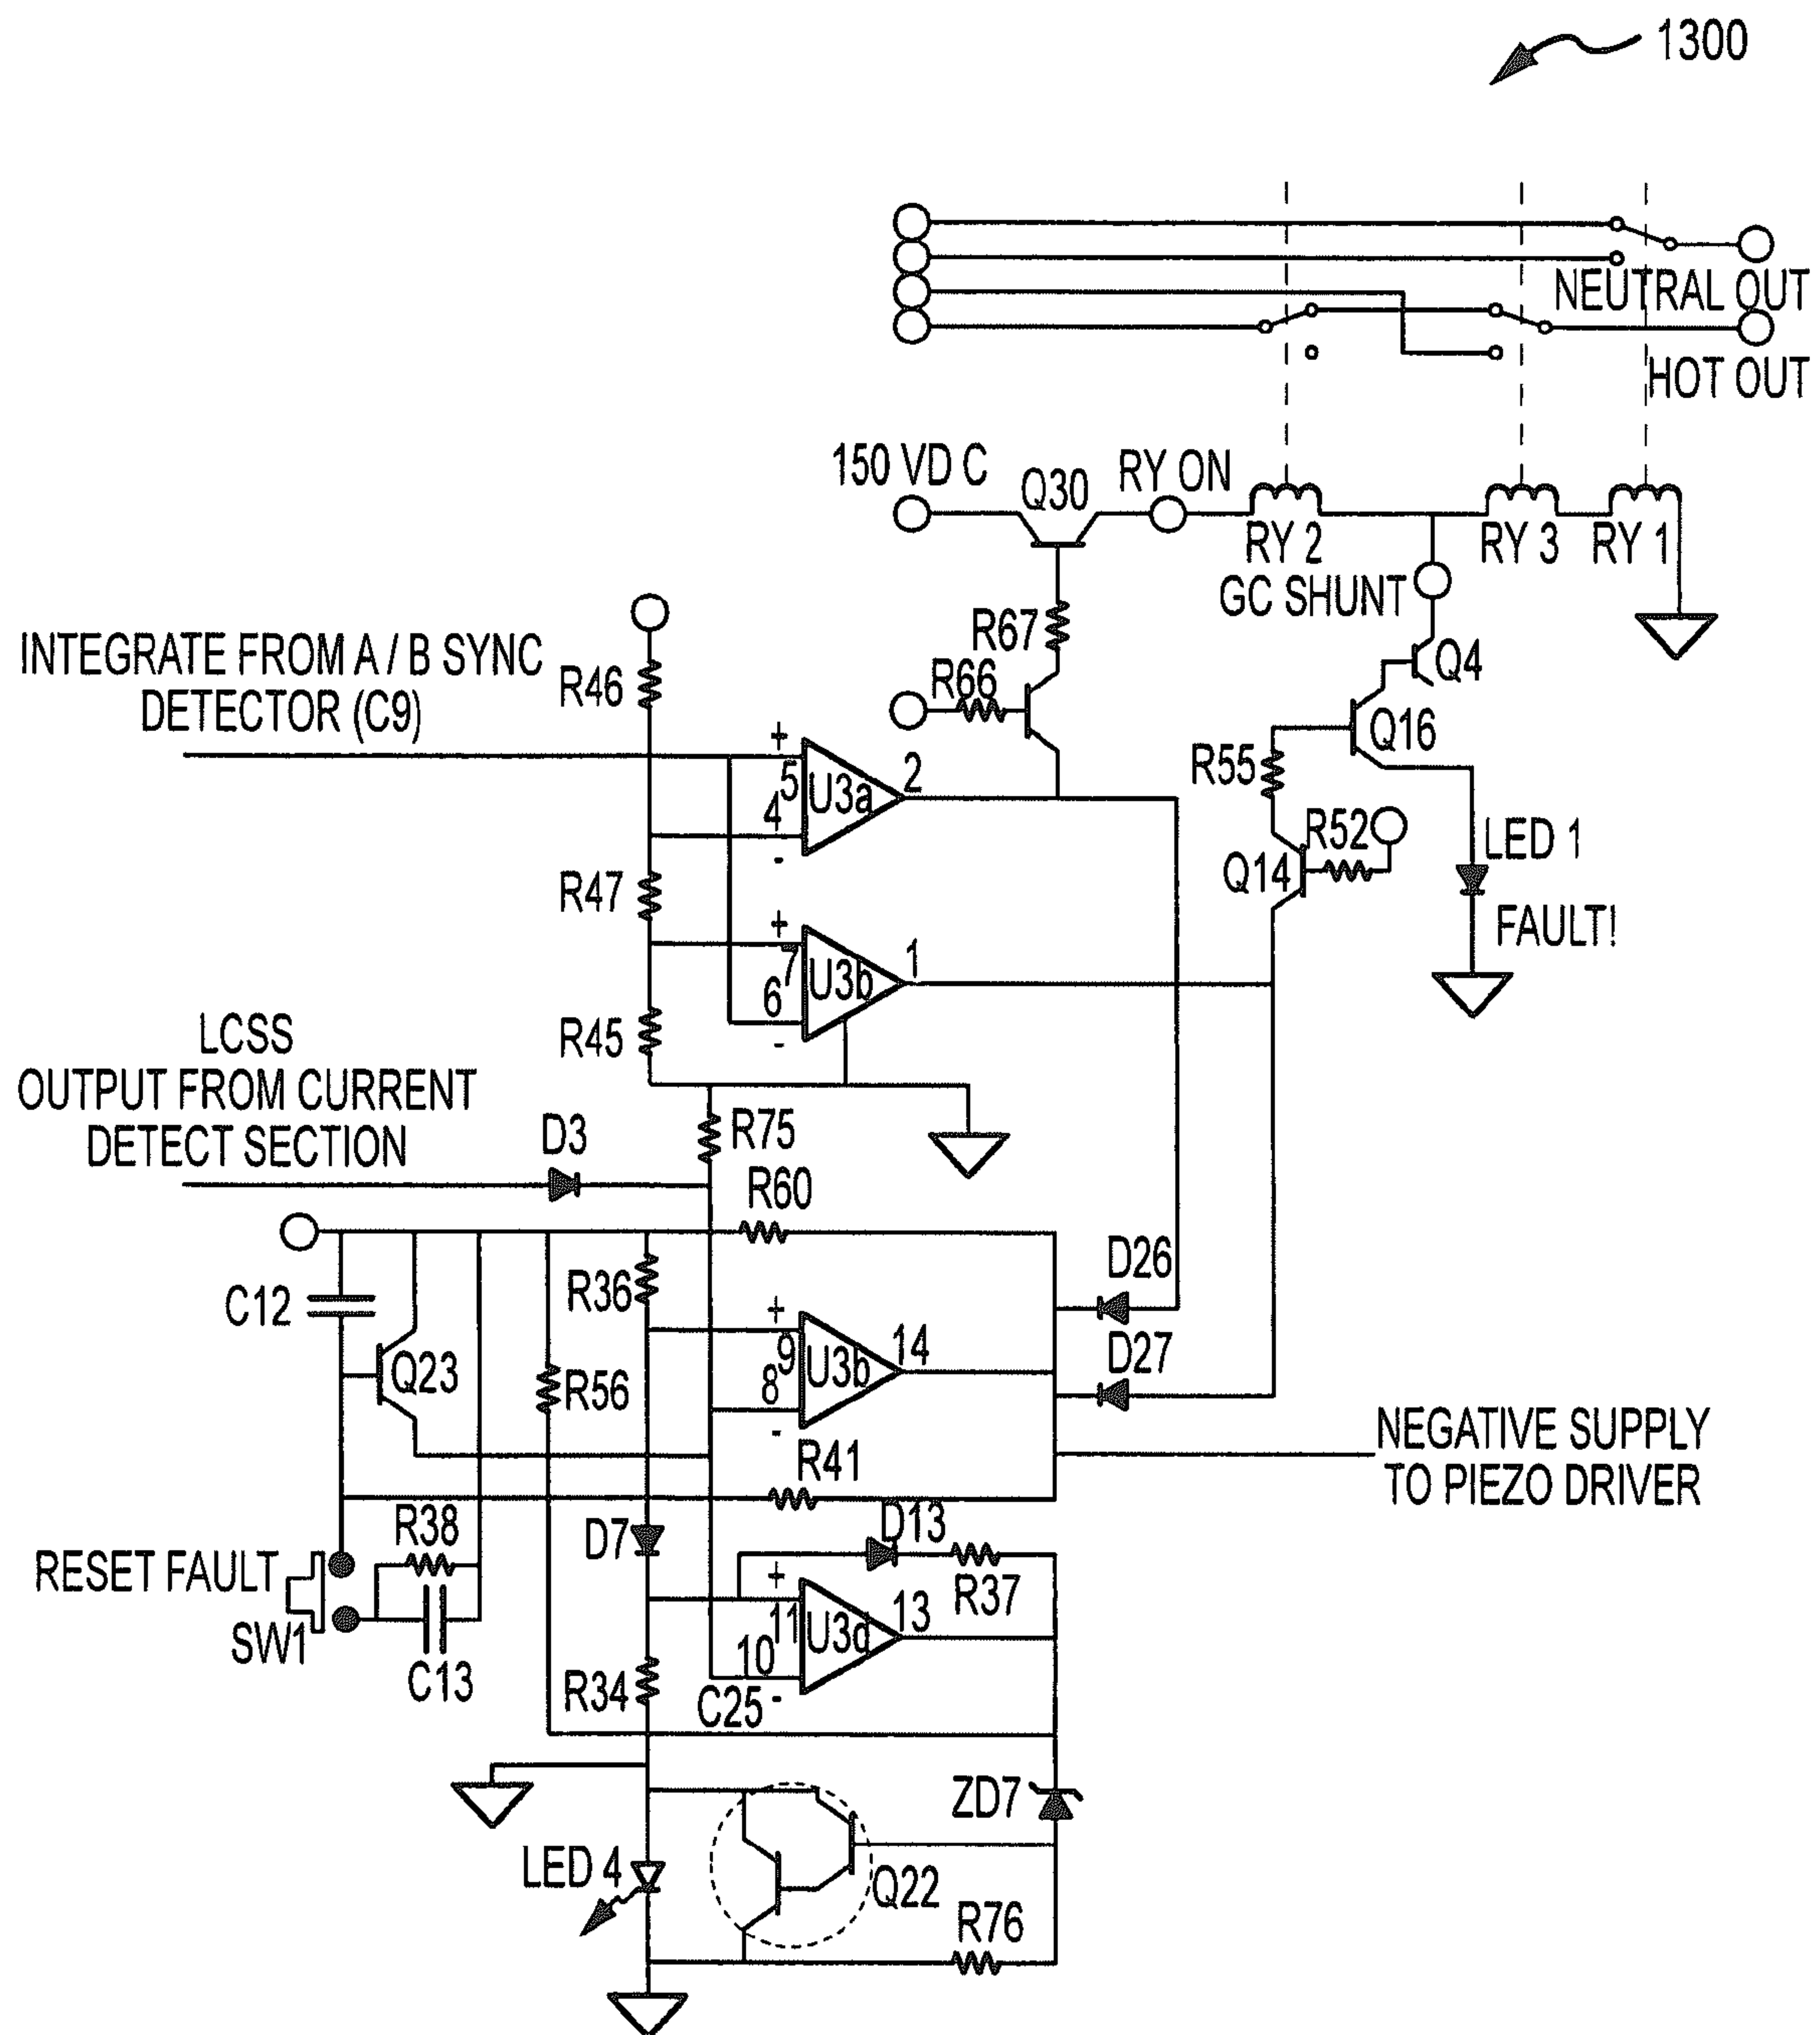 1300
NEUTRAL OUT
HOT OUT
150 VD C
Q30
RY ON
RY 2
RY 3
RY 1
GC SHUNT
R67
Q4
INTEGRATE FROM A / B SYNC
DETECTOR (C9)
R46
R66
Q16
+
5
U3a
2
4
-
R55
R52
LED 1
Q14
R47
FAULT!
+
7
U3b
1
6
-
R45
LCSS
OUTPUT FROM CURRENT
DETECT SECTION
D3
R75
R60
D26
C12
R36
+
9
U3b
14
8
-
D27
Q23
R56
NEGATIVE SUPPLY
TO PIEZO DRIVER
R41
R38
D7
D13
RESET FAULT
SW1
+
11
U3d
13
R37
10
-
C13
R34
C25
ZD7
LED 4
Q22
R76